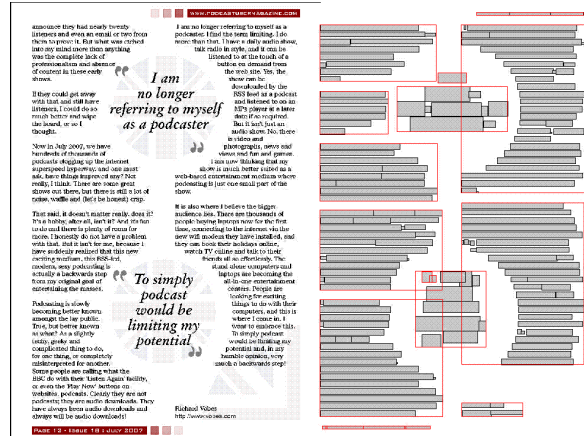 WWW.PODCASTUSERMAGAZINE.COM
announce they had nearly twenty
listeners and even an email or two from
them to prove it. But what was etched
into my mind more than anything
was the complete lack of
professionalism and absence
of content in these early
shows.
If they could get away
with that and still have
listeners, I could do so
much better and wipe
the board, or so I
thought.
Now in July 2007, we have
hundreds of thousands of
podcasts clogging up the internet
superspeed hyperway, and one must
ask, have things improved any? Not
really, I think. There are some great
shows out there, but there is still a lot of
noise, waffle and (let's be honest) crap.
That said, it doesn't matter really, does it?
It's a hobby, after all, isn't it? And it's fun
to do and there is plenty of room for
more. I honestly do not have a problem
with that. But it isn't for me, because I
have suddenly realised that this new
exciting medium, this RSS-fed,
modern, sexy podcasting is
actually a backwards step
from my original goal of
entertaining the masses.
Podcasting is slowly
becoming better known
amongst the lay public.
True, but better known
as what? As a slightly
techy, geeky and
complicated thing to do,
for one thing, or completely
misinterpreted for another.
Some people are calling what the
BBC do with their 'Listen Again' facility,
or even the 'Play Now' buttons on
websites, podcasts. Clearly they are not
podcasts; they are audio downloads. They
have always been audio downloads and
always will be audio downloads!
“
I am
no longer
referring to myself
as a podcaster
”
“
To simply
podcast
would be
limiting my
potential
”
I am no longer referring to myself as a
podcaster. I find the term limiting. I do
more than that. I have a daily audio show,
talk radio in style, and it can be
listened to at the touch of a
button on demand from
the web site. Yes, the
show can be
downloaded by the
RSS feed as a podcast
and listened to on an
MP3 player at a later
date if so required.
But it isn't just an
audio show. No, there
is video and
photographs, news and
views and fun and games.
I am now thinking that my
show is much better suited as a
web-based entertainment medium where
podcasting is just one small part of the
show.
It is also where I believe the bigger
audience lies. There are thousands of
people buying laptops now for the first
time, connecting to the internet via the
new wifi modem they have installed, and
they can book their holidays online,
watch TV online and talk to their
friends all so effortlessly. The
stand alone computers and
laptops are becoming the
all-in-one entertainment
centers. People are
looking for exciting
things to do with their
computers, and this is
where I come in. I
want to embrace this.
To simply podcast
would be limiting my
potential and, in my
humble opinion, very
much a backwards step!
Richard Vobes
http://www.vobes.com
PAGE 13 • ISSUE 18 : JULY 2007